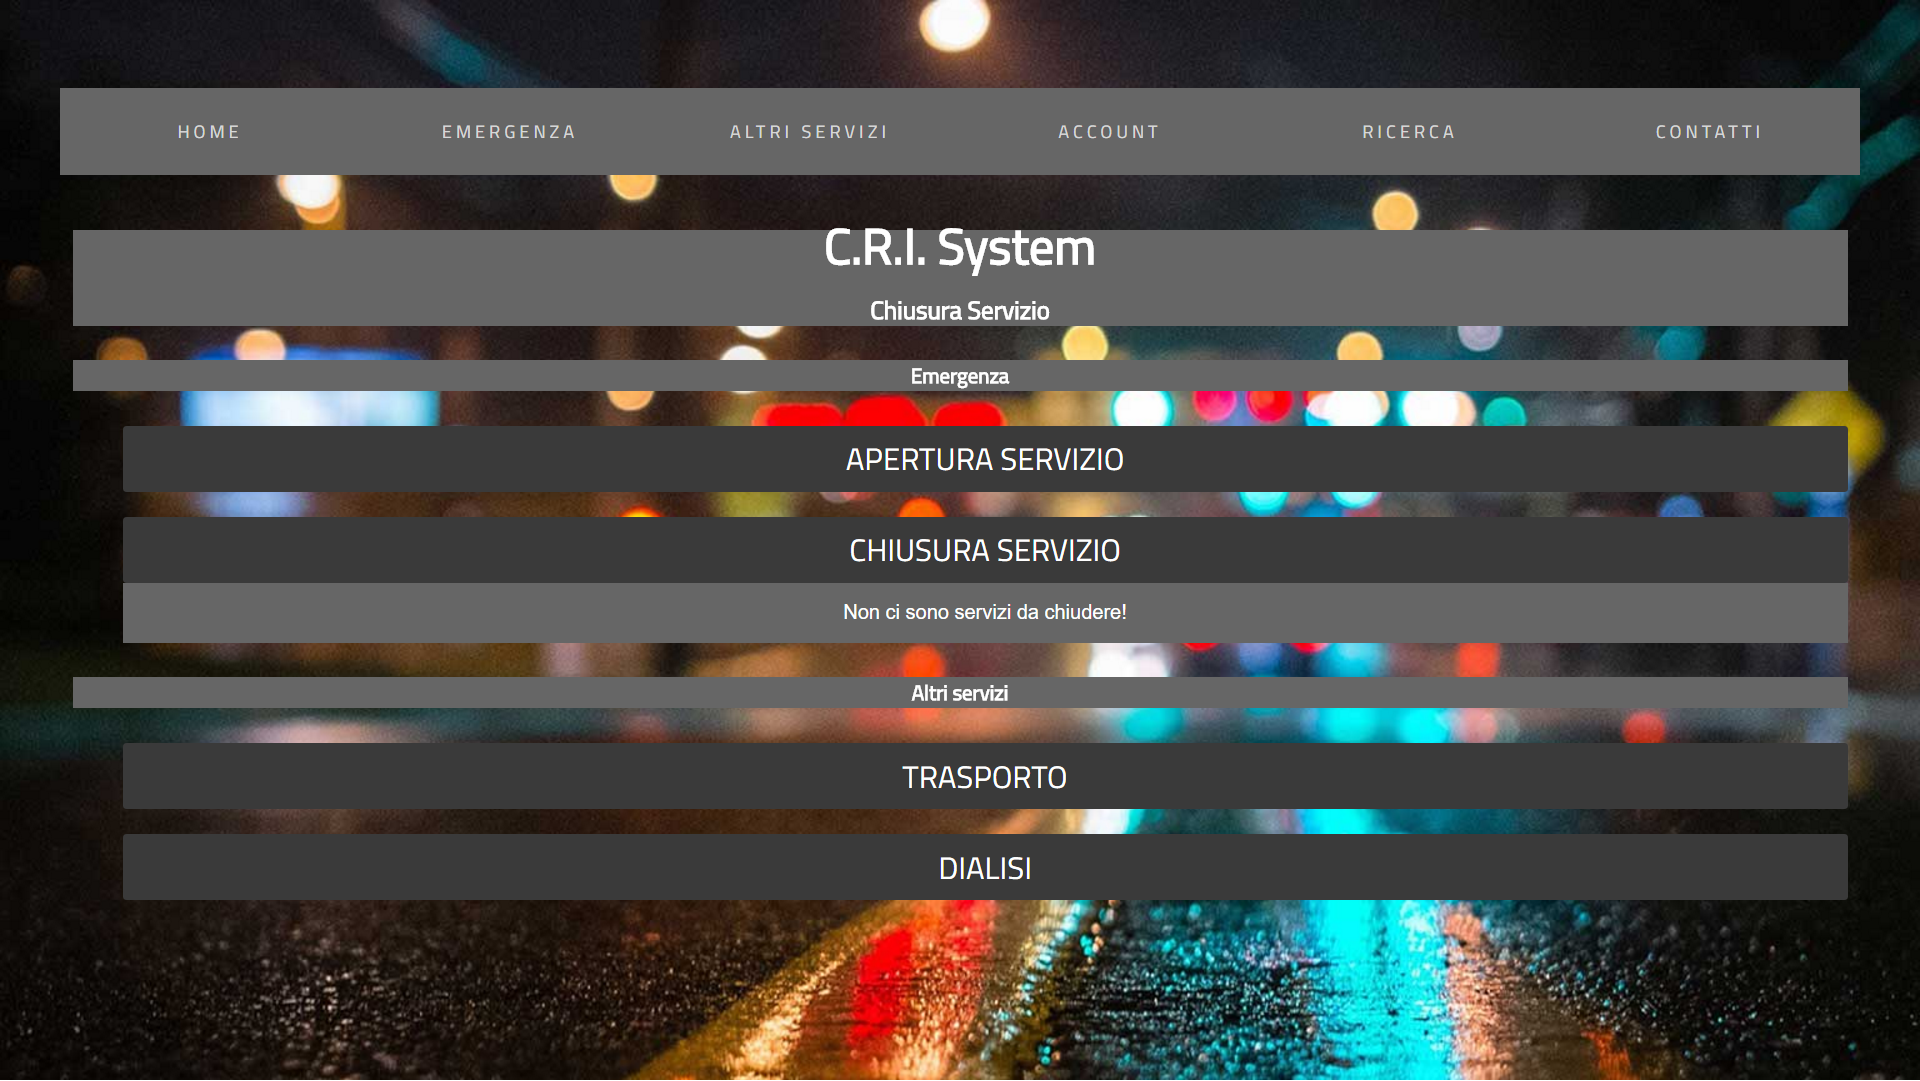 HOME EMERGENZA ALTRI SERVIZI ACCOUNT RICERCA CONTATTI
C.R.I. System
Chiusura Servizio
Emergenza
APERTURA SERVIZIO
CHIUSURA SERVIZIO
Non ci sono servizi da chiudere!
Altri servizi
TRASPORTO
DIALISI